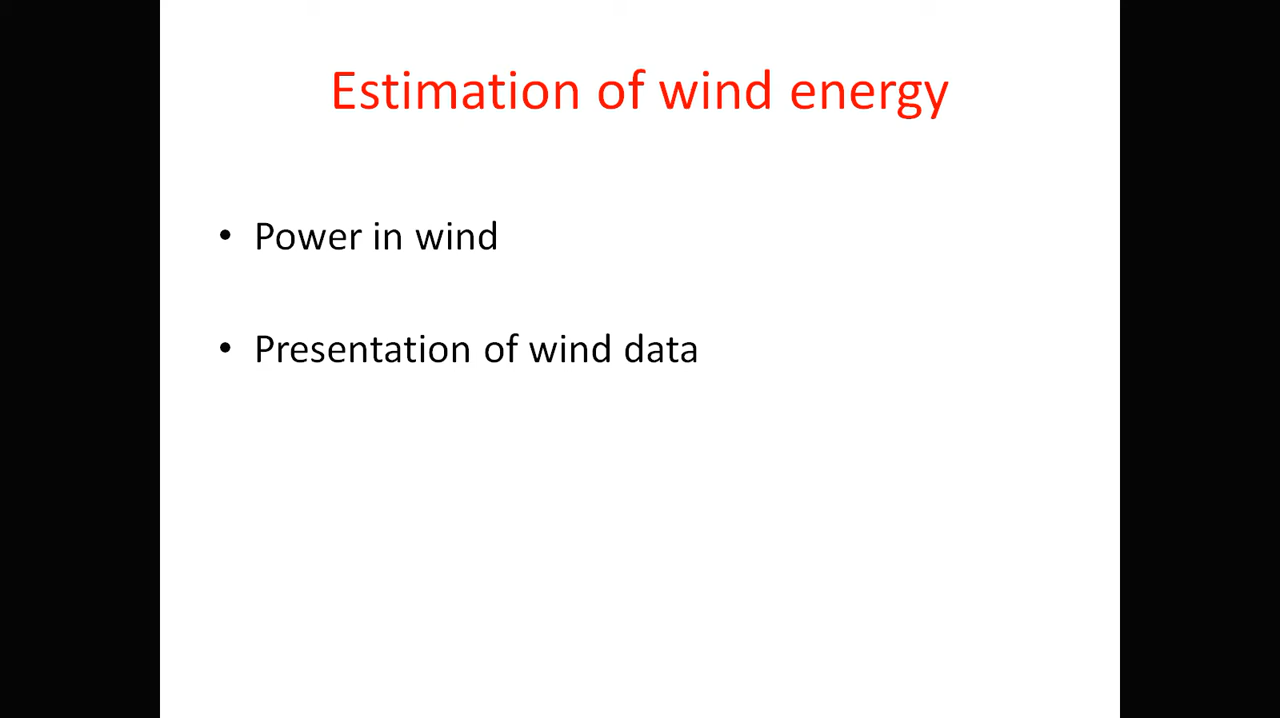 Estimation of wind energy
• Power in wind
• Presentation of wind data